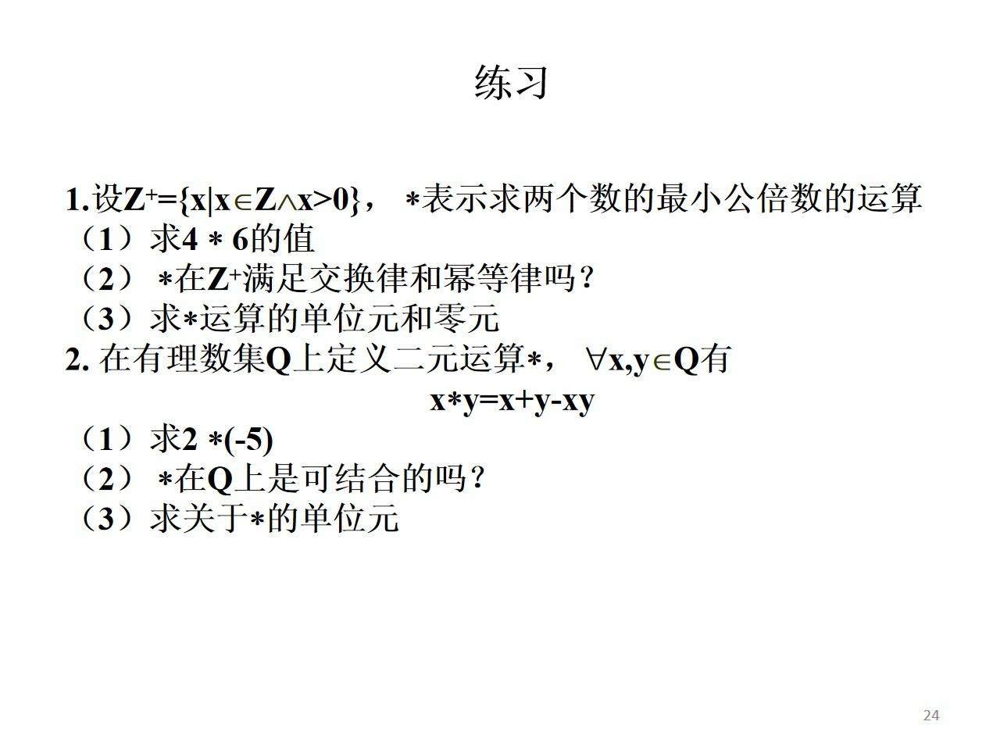 练习
1.设Z⁺={x|x∈Z∧x>0}, ∗表示求两个数的最小公倍数的运算
（1）求4 ∗ 6的值
（2） ∗在Z⁺满足交换律和幂等律吗?
（3）求∗运算的单位元和零元
2. 在有理数集Q上定义二元运算∗, ∀x,y∈Q有
x∗y=x+y-xy
（1）求2 ∗(-5)
（2） ∗在Q上是可结合的吗?
（3）求关于∗的单位元
24